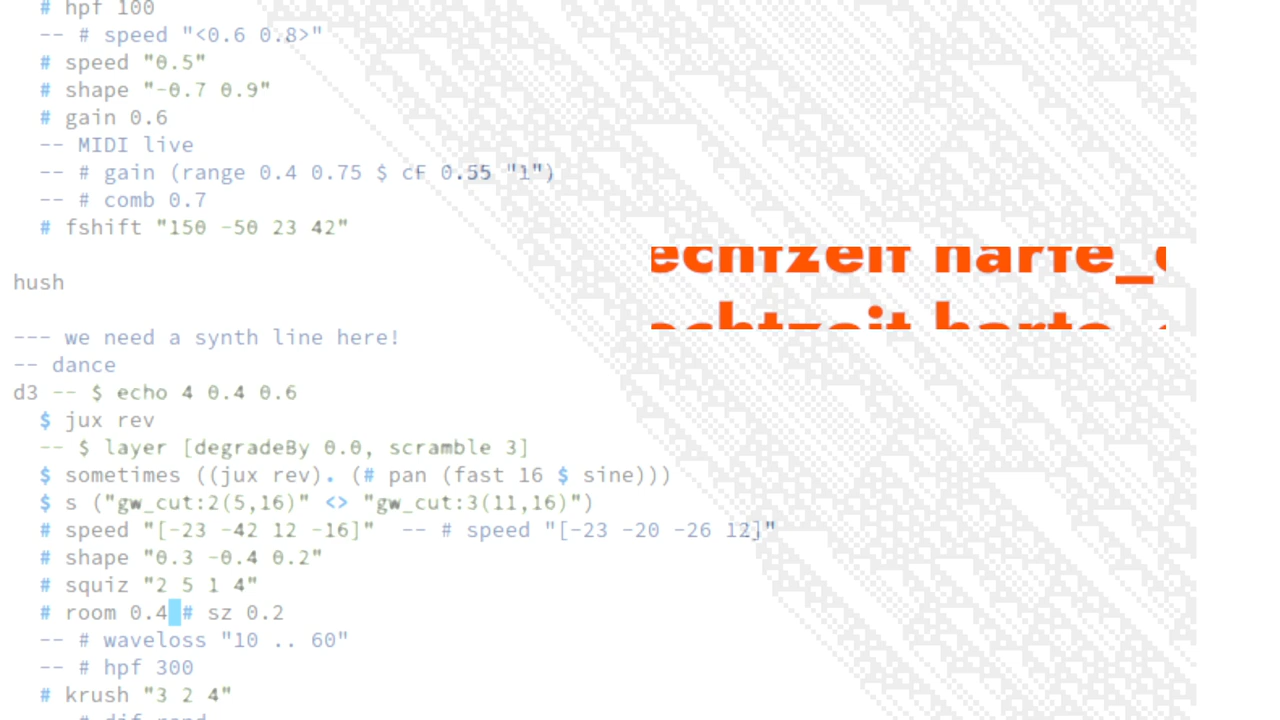 # hpf 100
-- # speed "<0.6 0.8>"
# speed "0.5"
# shape "-0.7 0.9"
# gain 0.6
-- MIDI live
-- # gain (range 0.4 0.75 $ cF 0.55 "1")
-- # comb 0.7
# fshift "150 -50 23 42"
echtzeit harte_
hush
echtzeit harte_
--- we need a synth line here!
-- dance
d3 -- $ echo 4 0.4 0.6
$ jux rev
-- $ layer [degradeBy 0.0, scramble 3]
$ sometimes ((jux rev). (# pan (fast 16 $ sine)))
$ s ("gw_cut:2(5,16)" <> "gw_cut:3(11,16)")
# speed "[-23 -42 12 -16]"  -- # speed "[-23 -20 -26 12]"
# shape "0.3 -0.4 0.2"
# squiz "2 5 1 4"
# room 0.4 # sz 0.2
-- # waveloss "10 .. 60"
-- # hpf 300
# krush "3 2 4"